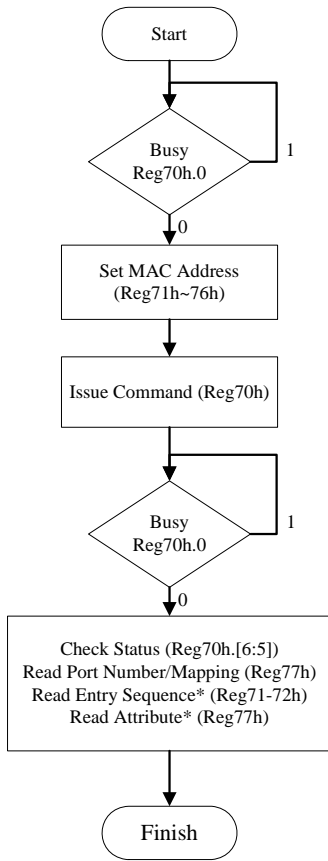 Start
Busy
Reg70h.0
1
0
Set MAC Address
(Reg71h~76h)
Issue Command (Reg70h)
Busy
Reg70h.0
1
0
Check Status (Reg70h.[6:5])
Read Port Number/Mapping (Reg77h)
Read Entry Sequence* (Reg71-72h)
Read Attribute* (Reg77h)
Finish